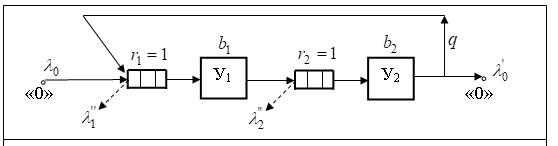 r₁ = 1
b₁
r₂ = 1
b₂
q
λ₀
У₁
У₂
λ₀'
«0»
λ₁''
λ₂''
«0»